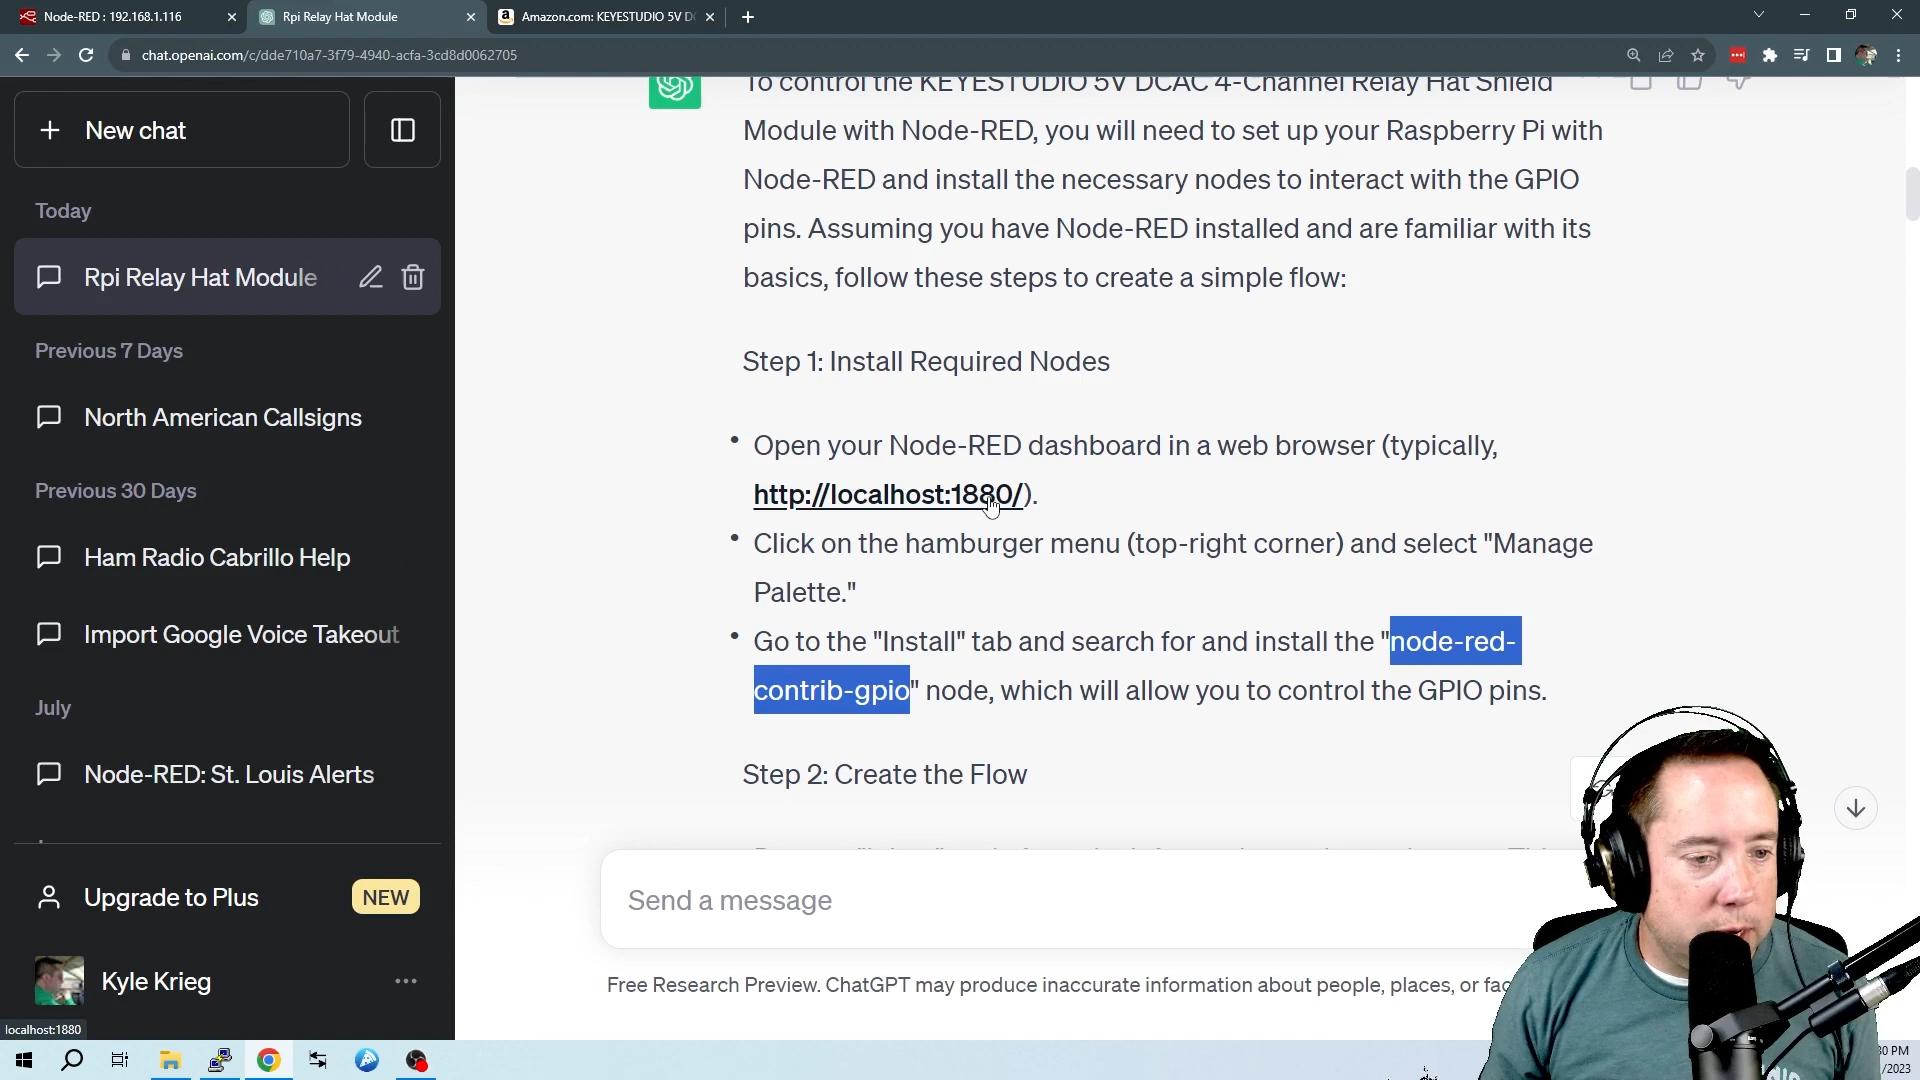 Node-RED : 192.168.1.116
Rpi Relay Hat Module
Amazon.com: KEYESTUDIO 5V DC
chat.openai.com/c/dde710a7-3f79-4940-acfa-3cd8d0062705
New chat
Today
Rpi Relay Hat Module
Previous 7 Days
North American Callsigns
Previous 30 Days
Ham Radio Cabrillo Help
Import Google Voice Takeout
July
Node-RED: St. Louis Alerts
Upgrade to Plus
NEW
Kyle Krieg
localhost:1880
To control the KEYESTUDIO 5V DCAC 4-Channel Relay Hat Shield
Module with Node-RED, you will need to set up your Raspberry Pi with
Node-RED and install the necessary nodes to interact with the GPIO
pins. Assuming you have Node-RED installed and are familiar with its
basics, follow these steps to create a simple flow:
Step 1: Install Required Nodes
• Open your Node-RED dashboard in a web browser (typically,
http://localhost:1880/).
• Click on the hamburger menu (top-right corner) and select "Manage
Palette."
• Go to the "Install" tab and search for and install the "node-red-
contrib-gpio" node, which will allow you to control the GPIO pins.
Step 2: Create the Flow
Send a message
Free Research Preview. ChatGPT may produce inaccurate information about people, places, or
30 PM
/2023